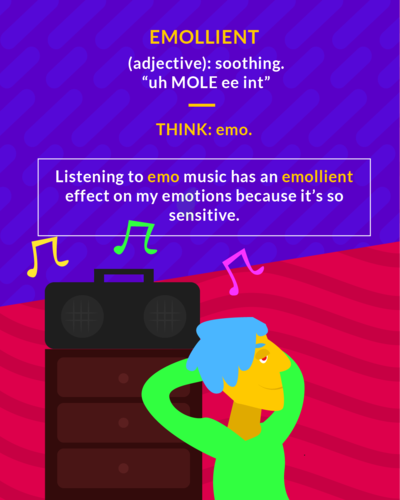 EMOLLIENT
(adjective): soothing.
“uh MOLE ee int”
THINK: emo.
Listening to emo music has an emollient
effect on my emotions because it’s so
sensitive.